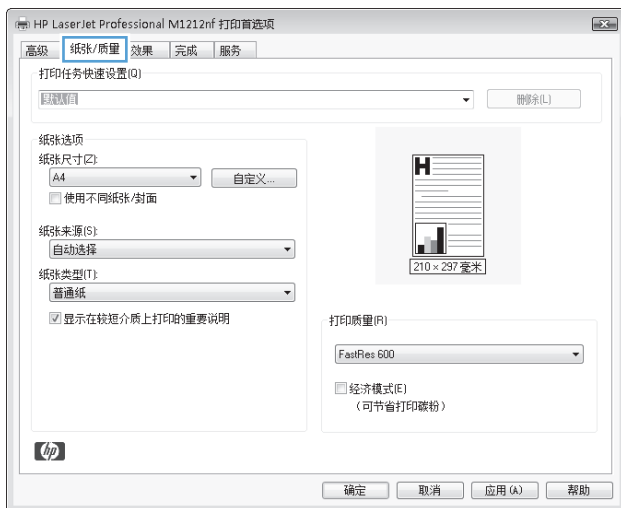 HP LaserJet Professional M1212nf 打印首选项
高级 纸张/质量 效果 完成 服务
打印任务快速设置(Q)
默认值 删除(L)
纸张选项
纸张尺寸(Z):
A4 自定义...
使用不同纸张/封面
纸张来源(S):
自动选择
纸张类型(T):
普通纸
显示在较短介质上打印的重要说明
H
210 × 297 毫米
打印质量(R)
FastRes 600
经济模式(E)
(可节省打印碳粉)
hp
确定 取消 应用(A) 帮助